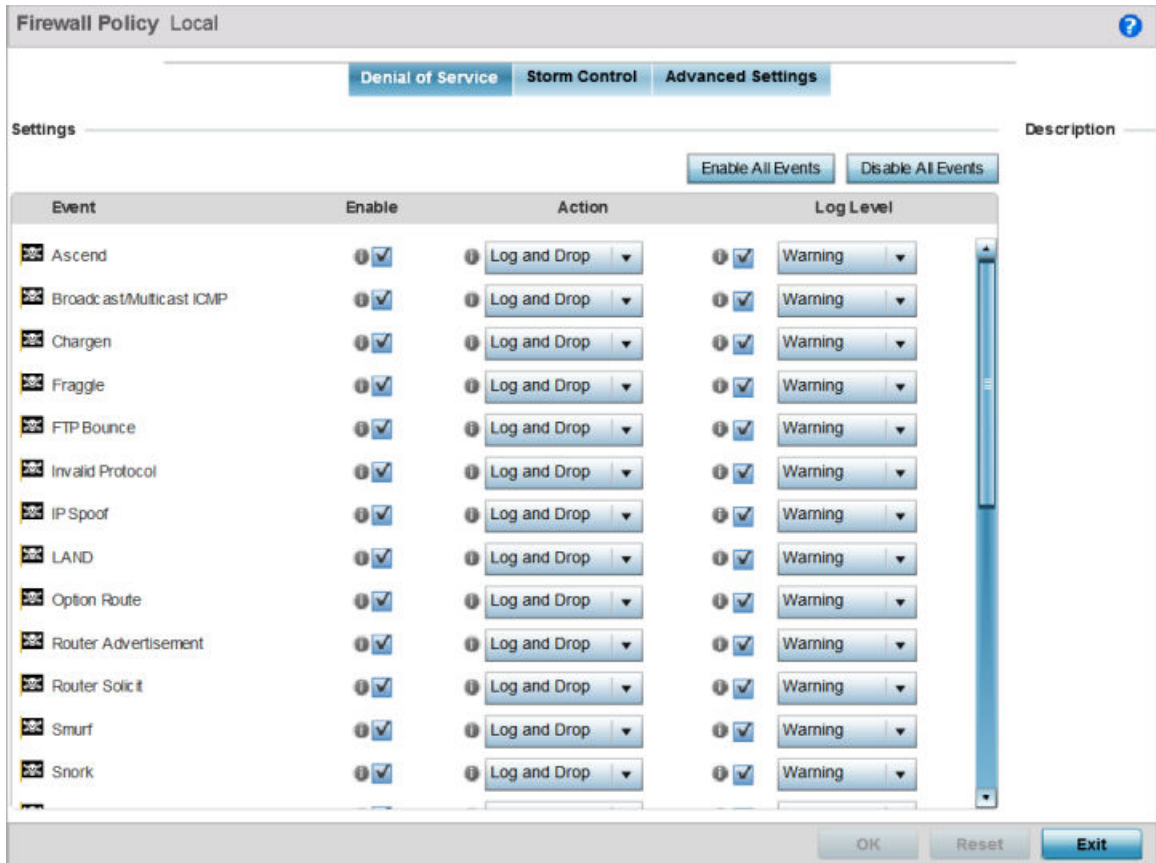 Firewall Policy Local
Denial of Service Storm Control Advanced Settings
Settings Description
Enable All Events Disable All Events
Event Enable Action Log Level
Ascend Log and Drop Warning
Broadcast/Multicast ICMP Log and Drop Warning
Chargen Log and Drop Warning
Fraggle Log and Drop Warning
FTP Bounce Log and Drop Warning
Invalid Protocol Log and Drop Warning
IP Spoof Log and Drop Warning
LAND Log and Drop Warning
Option Route Log and Drop Warning
Router Advertisement Log and Drop Warning
Router Solicit Log and Drop Warning
Smurf Log and Drop Warning
Snork Log and Drop Warning
OK Reset Exit